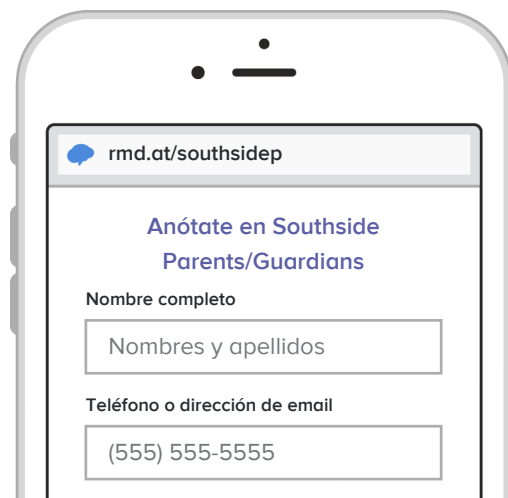 rmd.at/southsidep
Anótate en Southside
Parents/Guardians
Nombre completo
Nombres y apellidos
Teléfono o dirección de email
(555) 555-5555